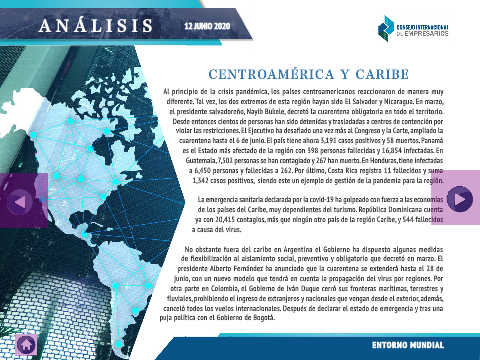 ANÁLISIS
12 JUNIO 2020
CONSEJO INTERNACIONAL
DE EMPRESARIOS
CENTROAMÉRICA Y CARIBE
Al principio de la crisis pandémica, los países centroamericanos reaccionaron de manera muy
diferente. Tal vez, los dos extremos de esta región hayan sido El Salvador y Nicaragua. En marzo,
el presidente salvadoreño, Nayib Bukele, decretó la cuarentena obligatoria en todo el territorio.
Desde entonces cientos de personas han sido detenidas y trasladadas a centros de contención por
violar las restricciones. El Ejecutivo ha desafiado una vez más al Congreso y la Corte, ampliado la
cuarentena hasta el 6 de junio. El país tiene ahora 3,191 casos positivos y 58 muertos. Panamá
es el Estado más afectado de la región con 398 personas fallecidas y 16,854 infectadas. En
Guatemala, 7,502 personas se han contagiado y 267 han muerto. En Honduras, tiene infectadas
a 6,450 personas y fallecidas a 262. Por último, Costa Rica registra 11 fallecidos y suma
1,342 casos positivos, siendo este un ejemplo de gestión de la pandemia para la región.
La emergencia sanitaria declarada por la covid-19 ha golpeado con fuerza a las economías
de los países del Caribe, muy dependientes del turismo. República Dominicana cuenta
ya con 20,415 contagios, más que ningún otro país de la región Caribe, y 544 fallecidos
a causa del virus.
No obstante fuera del caribe en Argentina el Gobierno ha dispuesto algunas medidas
de flexibilización al aislamiento social, preventivo y obligatorio que decretó en marzo. El
presidente Alberto Fernández ha anunciado que la cuarentena se extenderá hasta el 28 de
junio, con un nuevo modelo que tendrá en cuenta la propagación del virus por regiones. Por
otra parte en Colombia, el Gobierno de Iván Duque cerró sus fronteras marítimas, terrestres y
fluviales, prohibiendo el ingreso de extranjeros y nacionales que vengan desde el exterior, además,
canceló todos los vuelos internacionales. Después de declarar el estado de emergencia y tras una
puja política con el Gobierno de Bogotá.
ENTORNO MUNDIAL